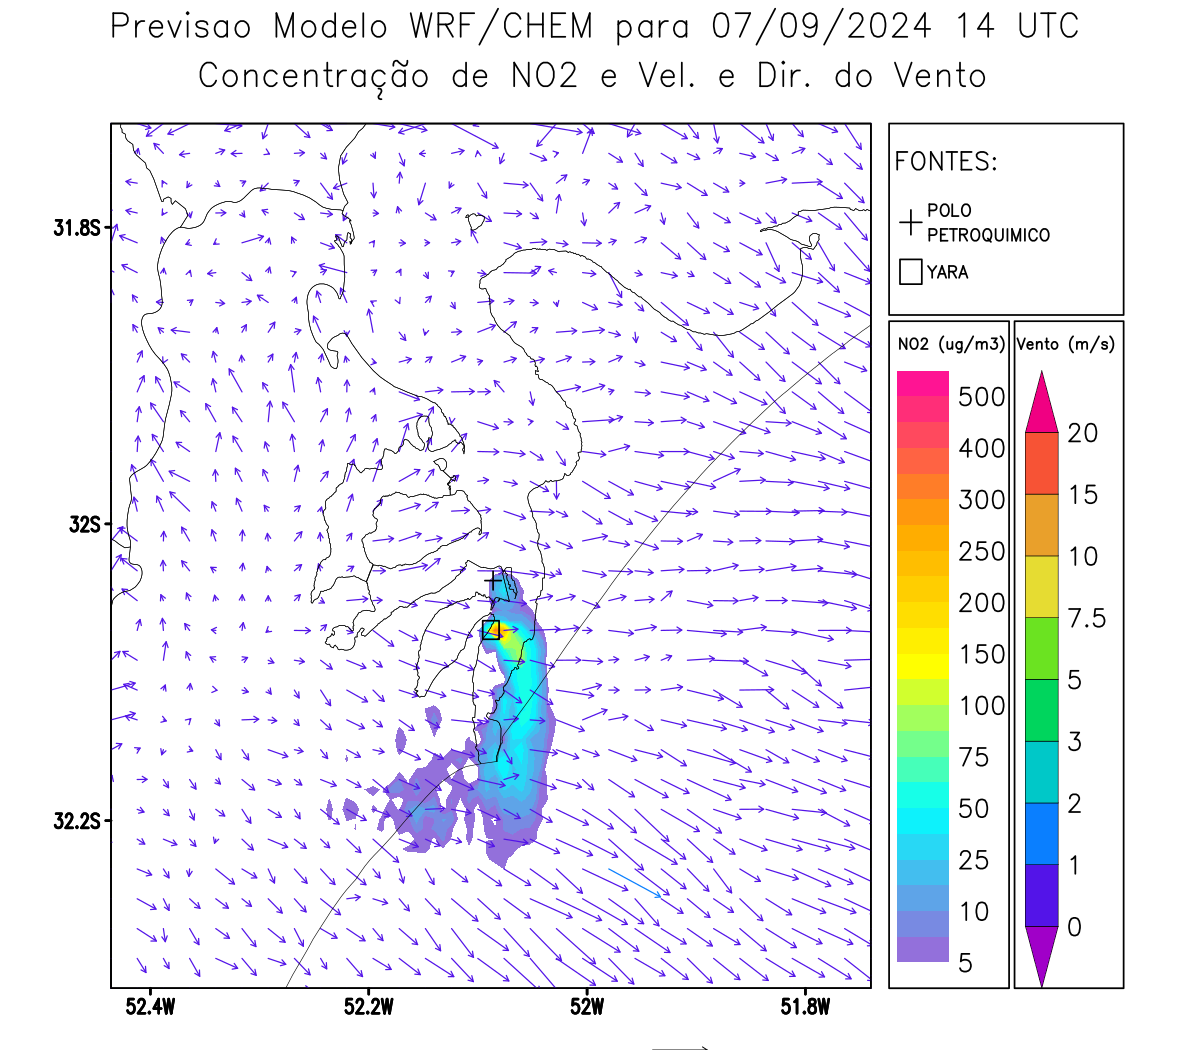 Previsao Modelo WRF/CHEM para 07/09/2024 14 UTC
Concentração de NO2 e Vel. e Dir. do Vento
FONTES:
POLO
PETROQUIMICO
YARA
NO2 (ug/m3)
500
400
300
250
200
150
100
75
50
25
10
5
Vento (m/s)
20
15
10
7.5
5
3
2
1
0
31.8S
32S
32.2S
52.4W
52.2W
52W
51.8W